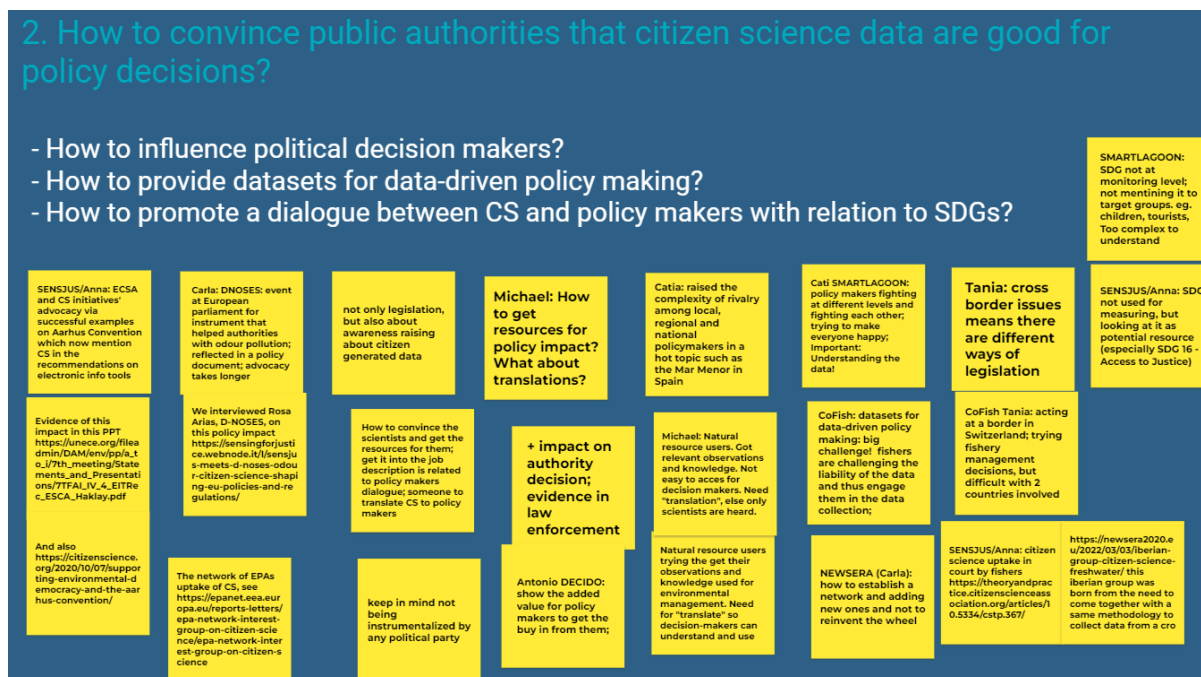 2. How to convince public authorities that citizen science data are good for
policy decisions?
- How to influence political decision makers?
- How to provide datasets for data-driven policy making?
- How to promote a dialogue between CS and policy makers with relation to SDGs?
SMARTLAGOON:
SDG not at
monitoring level;
not mentining it to
target groups. eg.
children, tourists,
Too complex to
understand
SENSJUS/Anna: ECSA
and CS initiatives'
advocacy via
successful examples
on Aarhus Convention
which now mention
CS in the
recommendations on
electronic info tools
Carla: DNOSES: event
at European
parliament for
instrument that
helped authorities
with odour pollution;
reflected in a policy
document; advocacy
takes longer
not only legislation,
but also about
awareness raising
about citizen
generated data
Michael: How
to get
resources for
policy impact?
What about
translations?
Catia: raised the
complexity of rivalry
among local,
regional and
national
policymakers in a
hot topic such as
the Mar Menor in
Spain
Cati SMARTLAGOON:
policy makers fighting
at different levels and
fighting each other;
trying to make
everyone happy;
Important:
Understanding the
data!
Tania: cross
border issues
means there
are different
ways of
legislation
SENSJUS/Anna: SDG
not used for
measuring, but
looking at it as
potential resource
(especially SDG 16 -
Access to Justice)
Evidence of this
impact in this PPT
https://unece.org/filea
dmin/DAM/env/pp/a_t
o_i/7th_meeting/State
ments_and_Presentati
ons/7TFAI_IV_4_EITRe
c_ESCA_Haklay.pdf
We interviewed Rosa
Arias, D-NOSES, on
this policy impact
https://sensingforjusti
ce.webnode.it/l/sensju
s-meets-d-noses-odou
r-citizen-science-shapi
ng-eu-policies-and-re
gulations/
How to convince the
scientists and get the
resources for them;
get it into the job
description is related
to policy makers
dialogue; someone to
translate CS to policy
makers
+ impact on
authority
decision;
evidence in
law
enforcement
Michael: Natural
resource users. Got
relevant observations
and knowledge. Not
easy to acces for
decision makers. Need
"translation", else only
scientists are heard.
CoFish: datasets for
data-driven policy
making: big
challenge! fishers
are challenging the
liability of the data
and thus engage
them in the data
collection;
CoFish Tania: acting
at a border in
Switzerland; trying
fishery
management
decisions, but
difficult with 2
countries involved
And also
https://citizenscience.
org/2020/10/07/suppor
ting-environmental-d
emocracy-and-the-aar
hus-convention/
The network of EPAs
uptake of CS, see
https://epanet.eea.eur
opa.eu/reports-letters/
epa-network-interest-
group-on-citizen-scie
nce/epa-network-inter
est-group-on-citizen-s
cience
keep in mind not
being
instrumentalized by
any political party
Antonio DECIDO:
show the added
value for policy
makers to get the
buy in from them;
Natural resource users
trying the get their
observations and
knowledge used for
environmental
management. Need
for "translate" so
decision-makers can
understand and use
NEWSERA (Carla):
how to establish a
network and adding
new ones and not to
reinvent the wheel
SENSJUS/Anna: citizen
science uptake in
court by fishers
https://theoryandprac
tice.citizenscienceasso
ciation.org/articles/10
.5334/cstp.367/
https://newsera2020.e
u/2022/03/03/iberian-
group-citizen-science-
freshwater/ this
iberian group was
born from the need to
come together with a
same methodology to
collect data from a cro